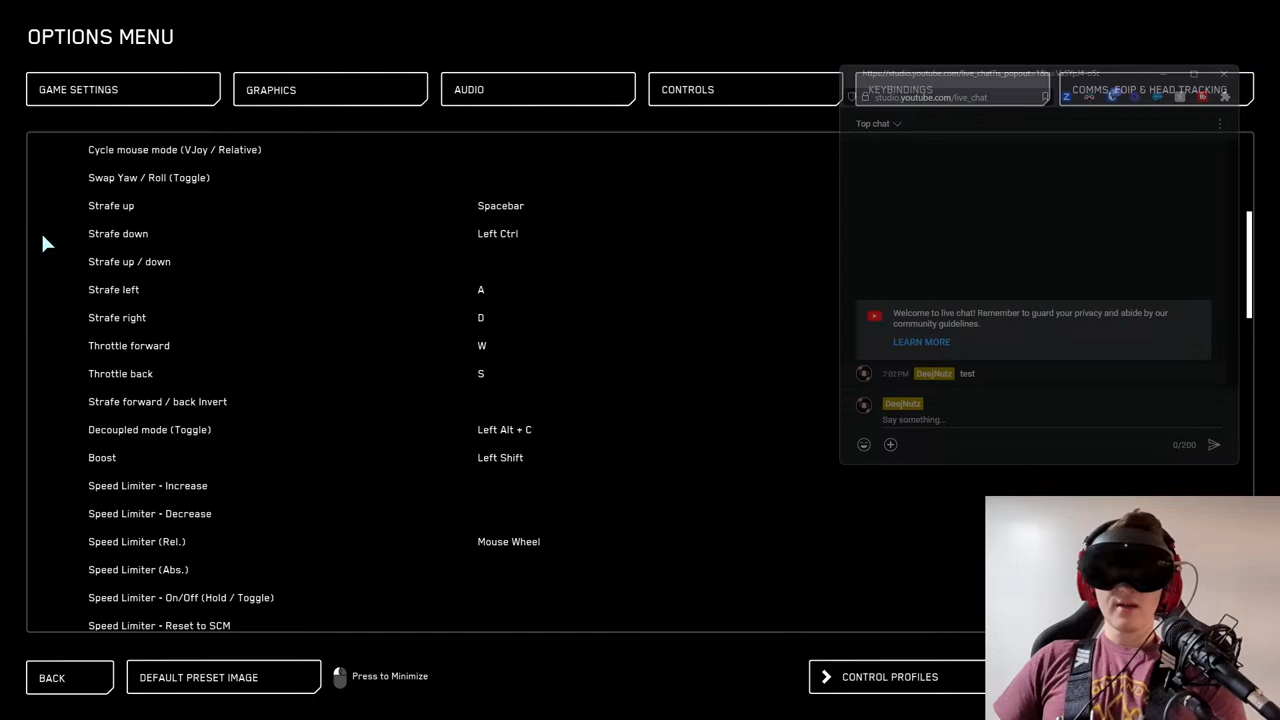 OPTIONS MENU
GAME SETTINGS
GRAPHICS
AUDIO
CONTROLS
KEYBINDINGS
COMMS, FOIP & HEAD TRACKING
studio.youtube.com/live_chat
Top chat
Cycle mouse mode (VJoy / Relative)
Swap Yaw / Roll (Toggle)
Strafe up Spacebar
Strafe down Left Ctrl
Strafe up / down
Strafe left A
Strafe right D
Throttle forward W
Throttle back S
Strafe forward / back Invert
Decoupled mode (Toggle) Left Alt + C
Boost Left Shift
Speed Limiter - Increase
Speed Limiter - Decrease
Speed Limiter (Rel.) Mouse Wheel
Speed Limiter (Abs.)
Speed Limiter - On/Off (Hold / Toggle)
Speed Limiter - Reset to SCM
Welcome to live chat! Remember to guard your privacy and abide by our
community guidelines.
LEARN MORE
7:02 PM DeejNutz test
DeejNutz
Say something...
0/200
BACK
DEFAULT PRESET IMAGE
Press to Minimize
CONTROL PROFILES